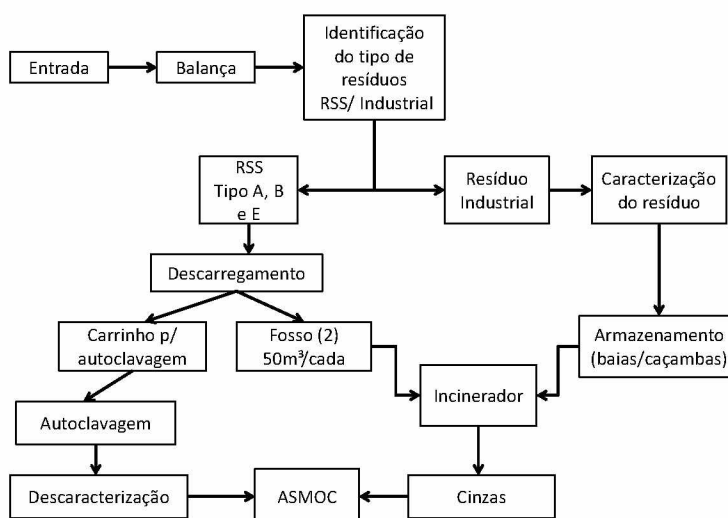 Entrada
Balança
Identificação
do tipo de
resíduos
RSS/ Industrial
RSS
Tipo A, B
e E
Resíduo
Industrial
Caracterização
do resíduo
Descarregamento
Carrinho p/
autoclavagem
Fosso (2)
50m³/cada
Armazenamento
(baias/caçambas)
Incinerador
Autoclavagem
Descaracterização
ASMOC
Cinzas